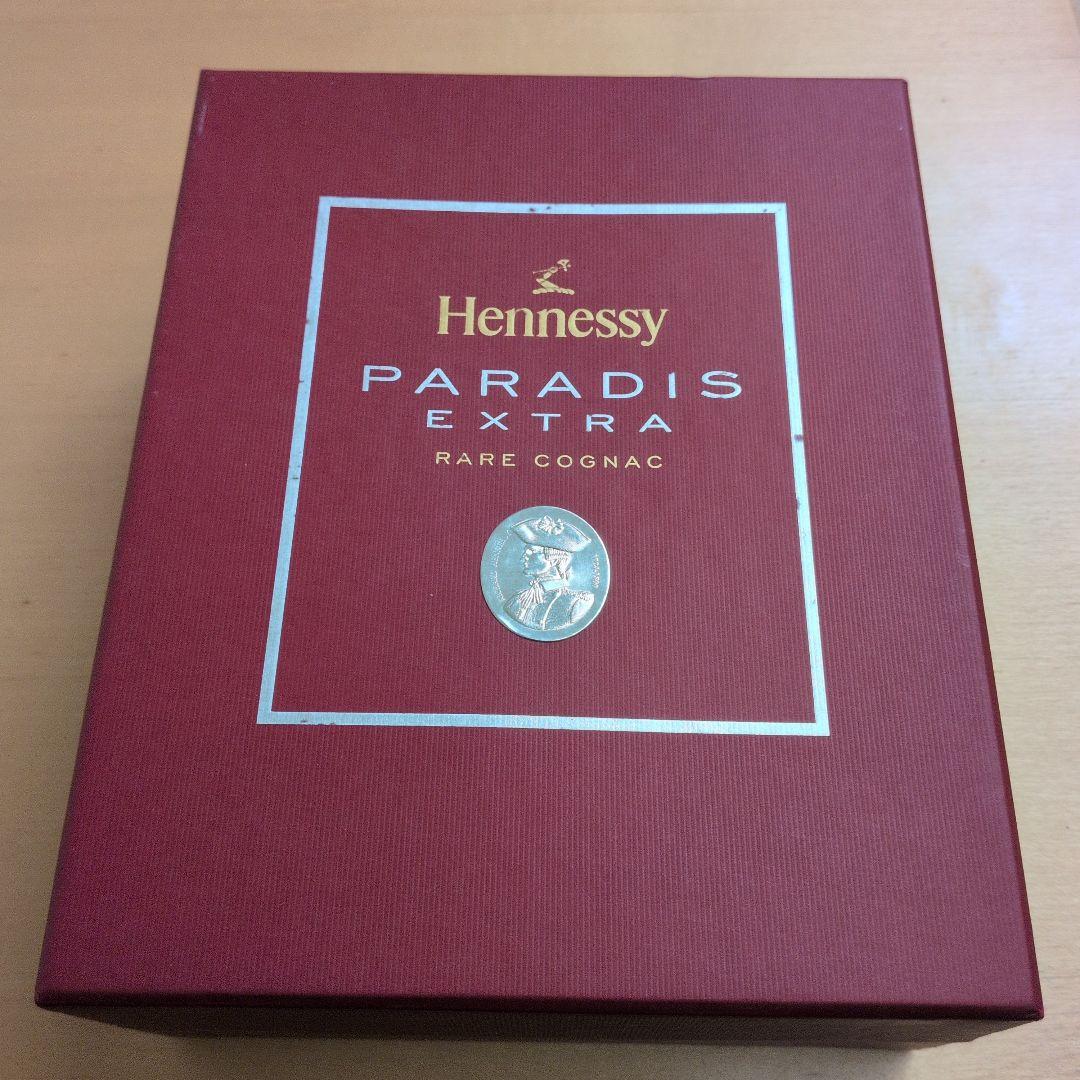 Hennessy
PARADIS
EXTRA
RARE COGNAC